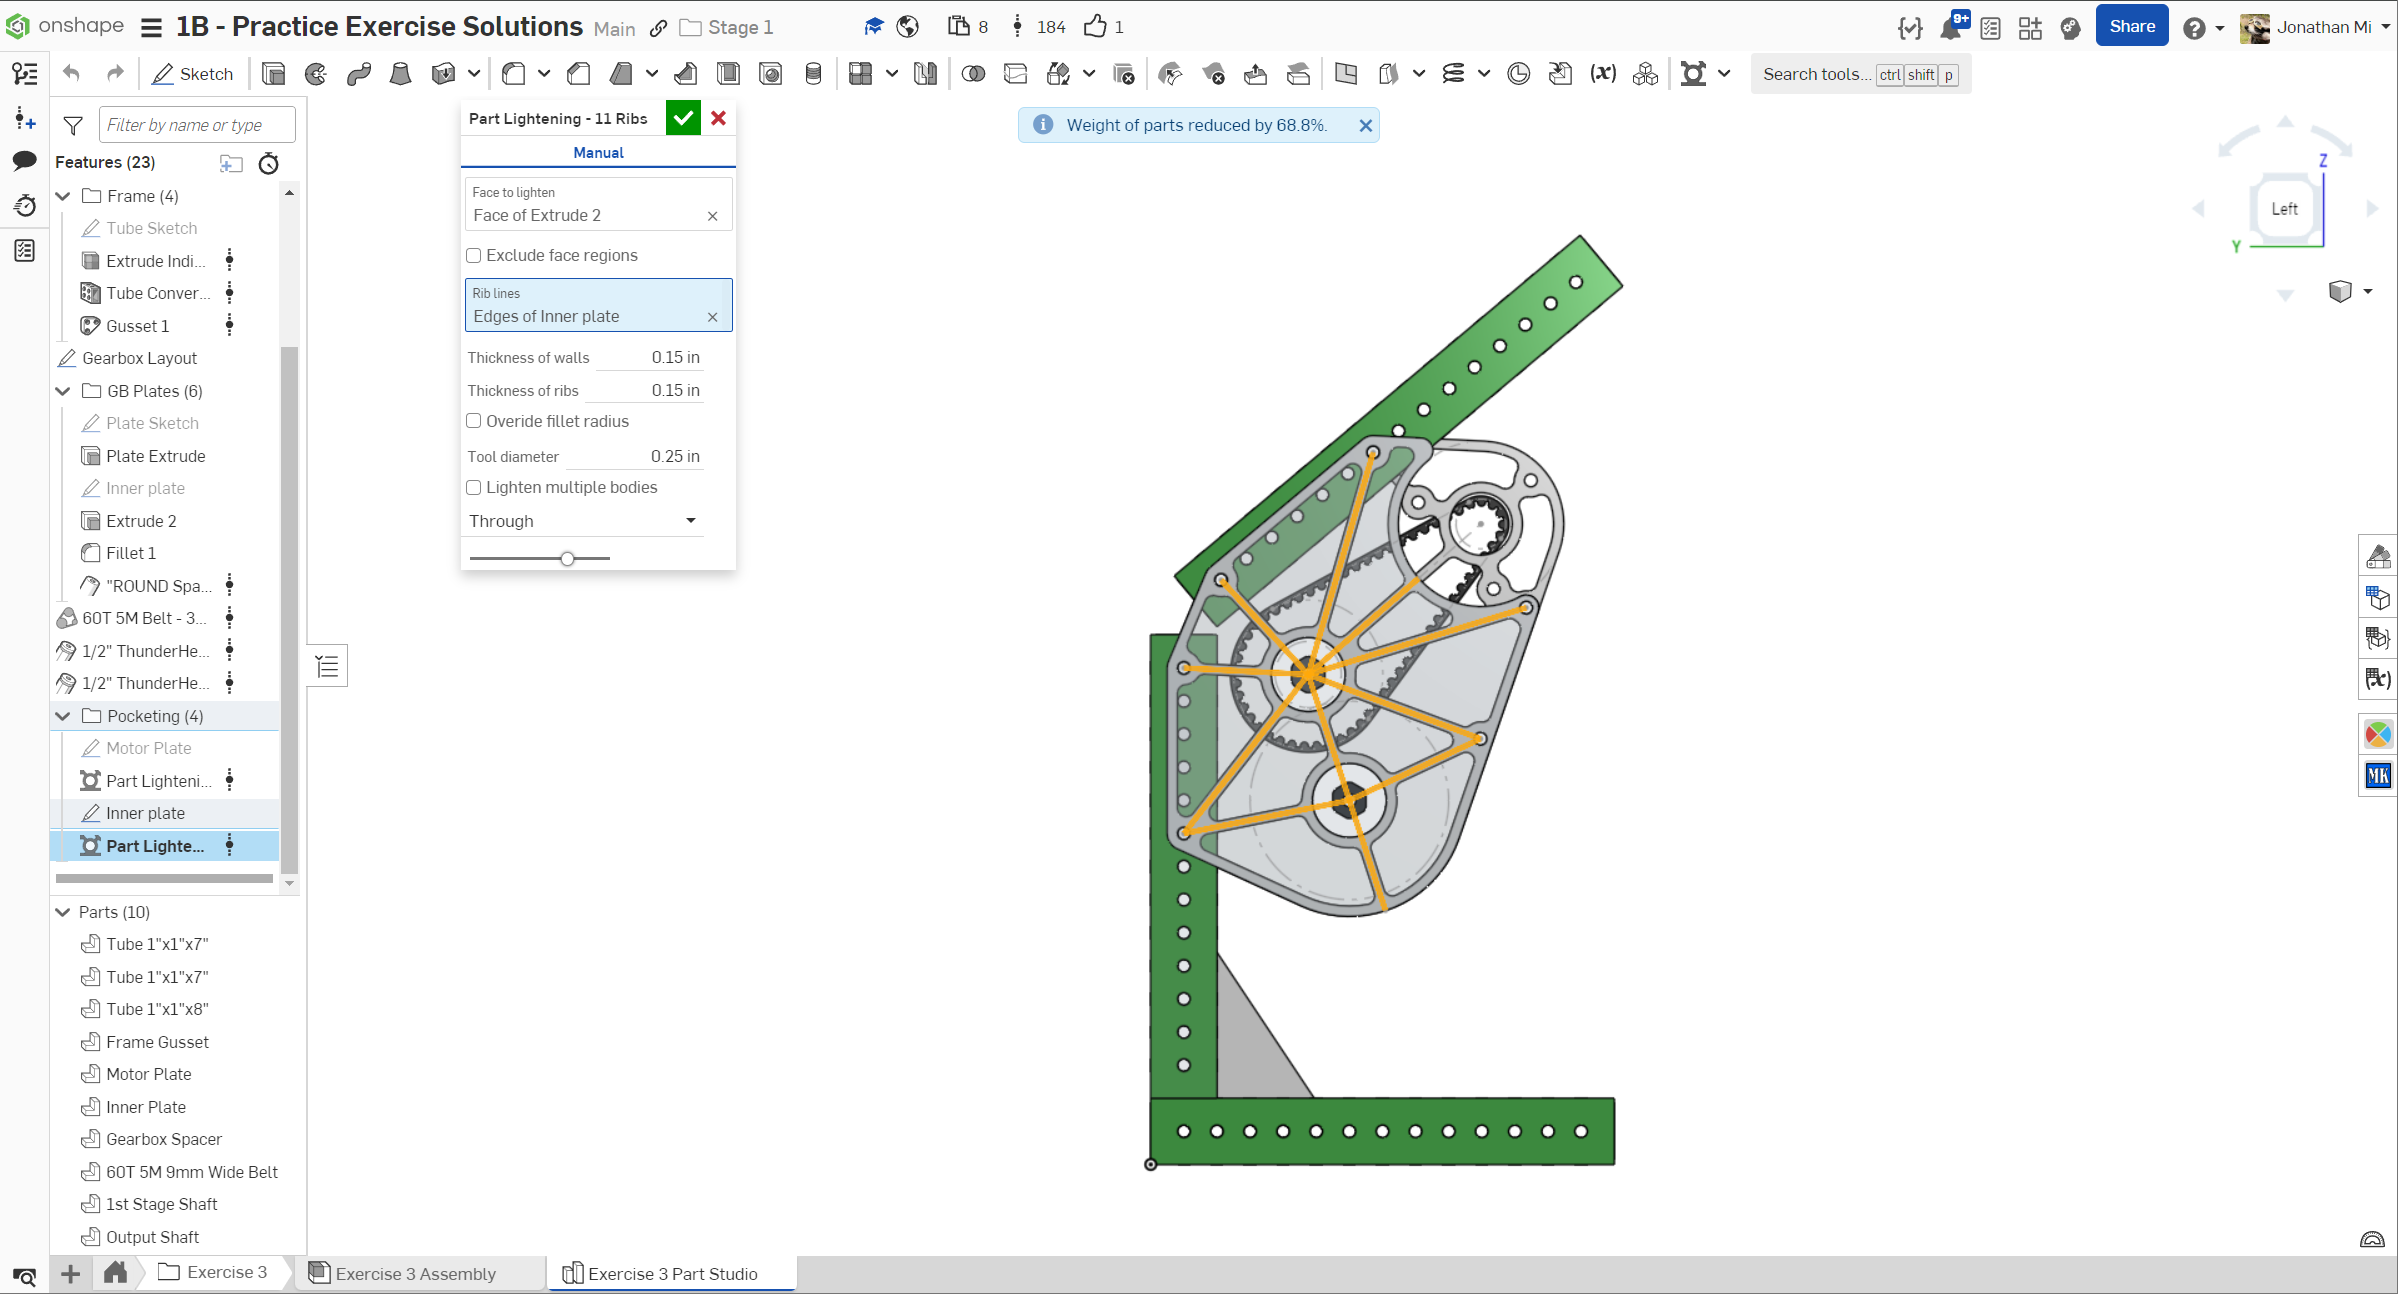 onshape
1B - Practice Exercise Solutions Main Stage 1 8 184 1
9+
Share
Jonathan Mi
Sketch
(x)
Search tools... ctrl shift p
Filter by name or type
Features (23)
Frame (4)
Tube Sketch
Extrude Indi...
Tube Conver...
Gusset 1
Gearbox Layout
GB Plates (6)
Plate Sketch
Plate Extrude
Inner plate
Extrude 2
Fillet 1
"ROUND Spa...
60T 5M Belt - 3...
1/2" ThunderHe...
1/2" ThunderHe...
Pocketing (4)
Motor Plate
Part Lighteni...
Inner plate
Part Lighte...
Parts (10)
Tube 1"x1"x7"
Tube 1"x1"x7"
Tube 1"x1"x8"
Frame Gusset
Motor Plate
Inner Plate
Gearbox Spacer
60T 5M 9mm Wide Belt
1st Stage Shaft
Output Shaft
Part Lightening - 11 Ribs
Manual
Face to lighten
Face of Extrude 2
Exclude face regions
Rib lines
Edges of Inner plate
Thickness of walls 0.15 in
Thickness of ribs 0.15 in
Overide fillet radius
Tool diameter 0.25 in
Lighten multiple bodies
Through
Weight of parts reduced by 68.8%.
Z
Left
Y
(x)
MK
Exercise 3
Exercise 3 Assembly
Exercise 3 Part Studio